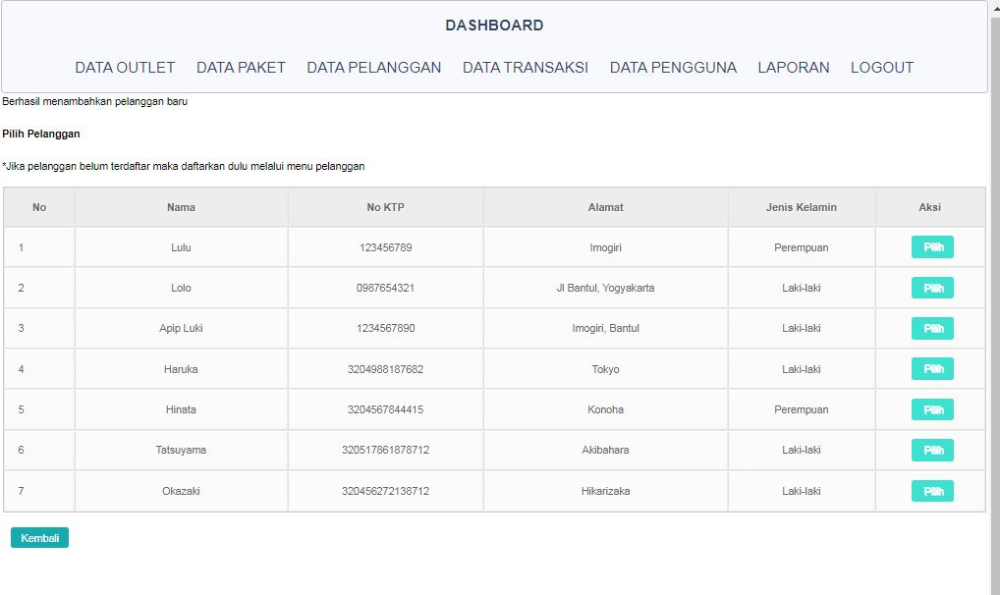 DASHBOARD
DATA OUTLET DATA PAKET DATA PELANGGAN DATA TRANSAKSI DATA PENGGUNA LAPORAN LOGOUT
Berhasil menambahkan pelanggan baru
Pilih Pelanggan
*Jika pelanggan belum terdaftar maka daftarkan dulu melalui menu pelanggan
No Nama No KTP Alamat Jenis Kelamin Aksi
1 Lulu 123456789 Imogiri Perempuan Pilih
2 Lolo 0987654321 Jl Bantul, Yogyakarta Laki-laki Pilih
3 Apip Luki 1234567890 Imogiri, Bantul Laki-laki Pilih
4 Haruka 3204988187682 Tokyo Laki-laki Pilih
5 Hinata 3204567844415 Konoha Perempuan Pilih
6 Tatsuyama 320517861878712 Akibahara Laki-laki Pilih
7 Okazaki 320456272138712 Hikarizaka Laki-laki Pilih
Kembali